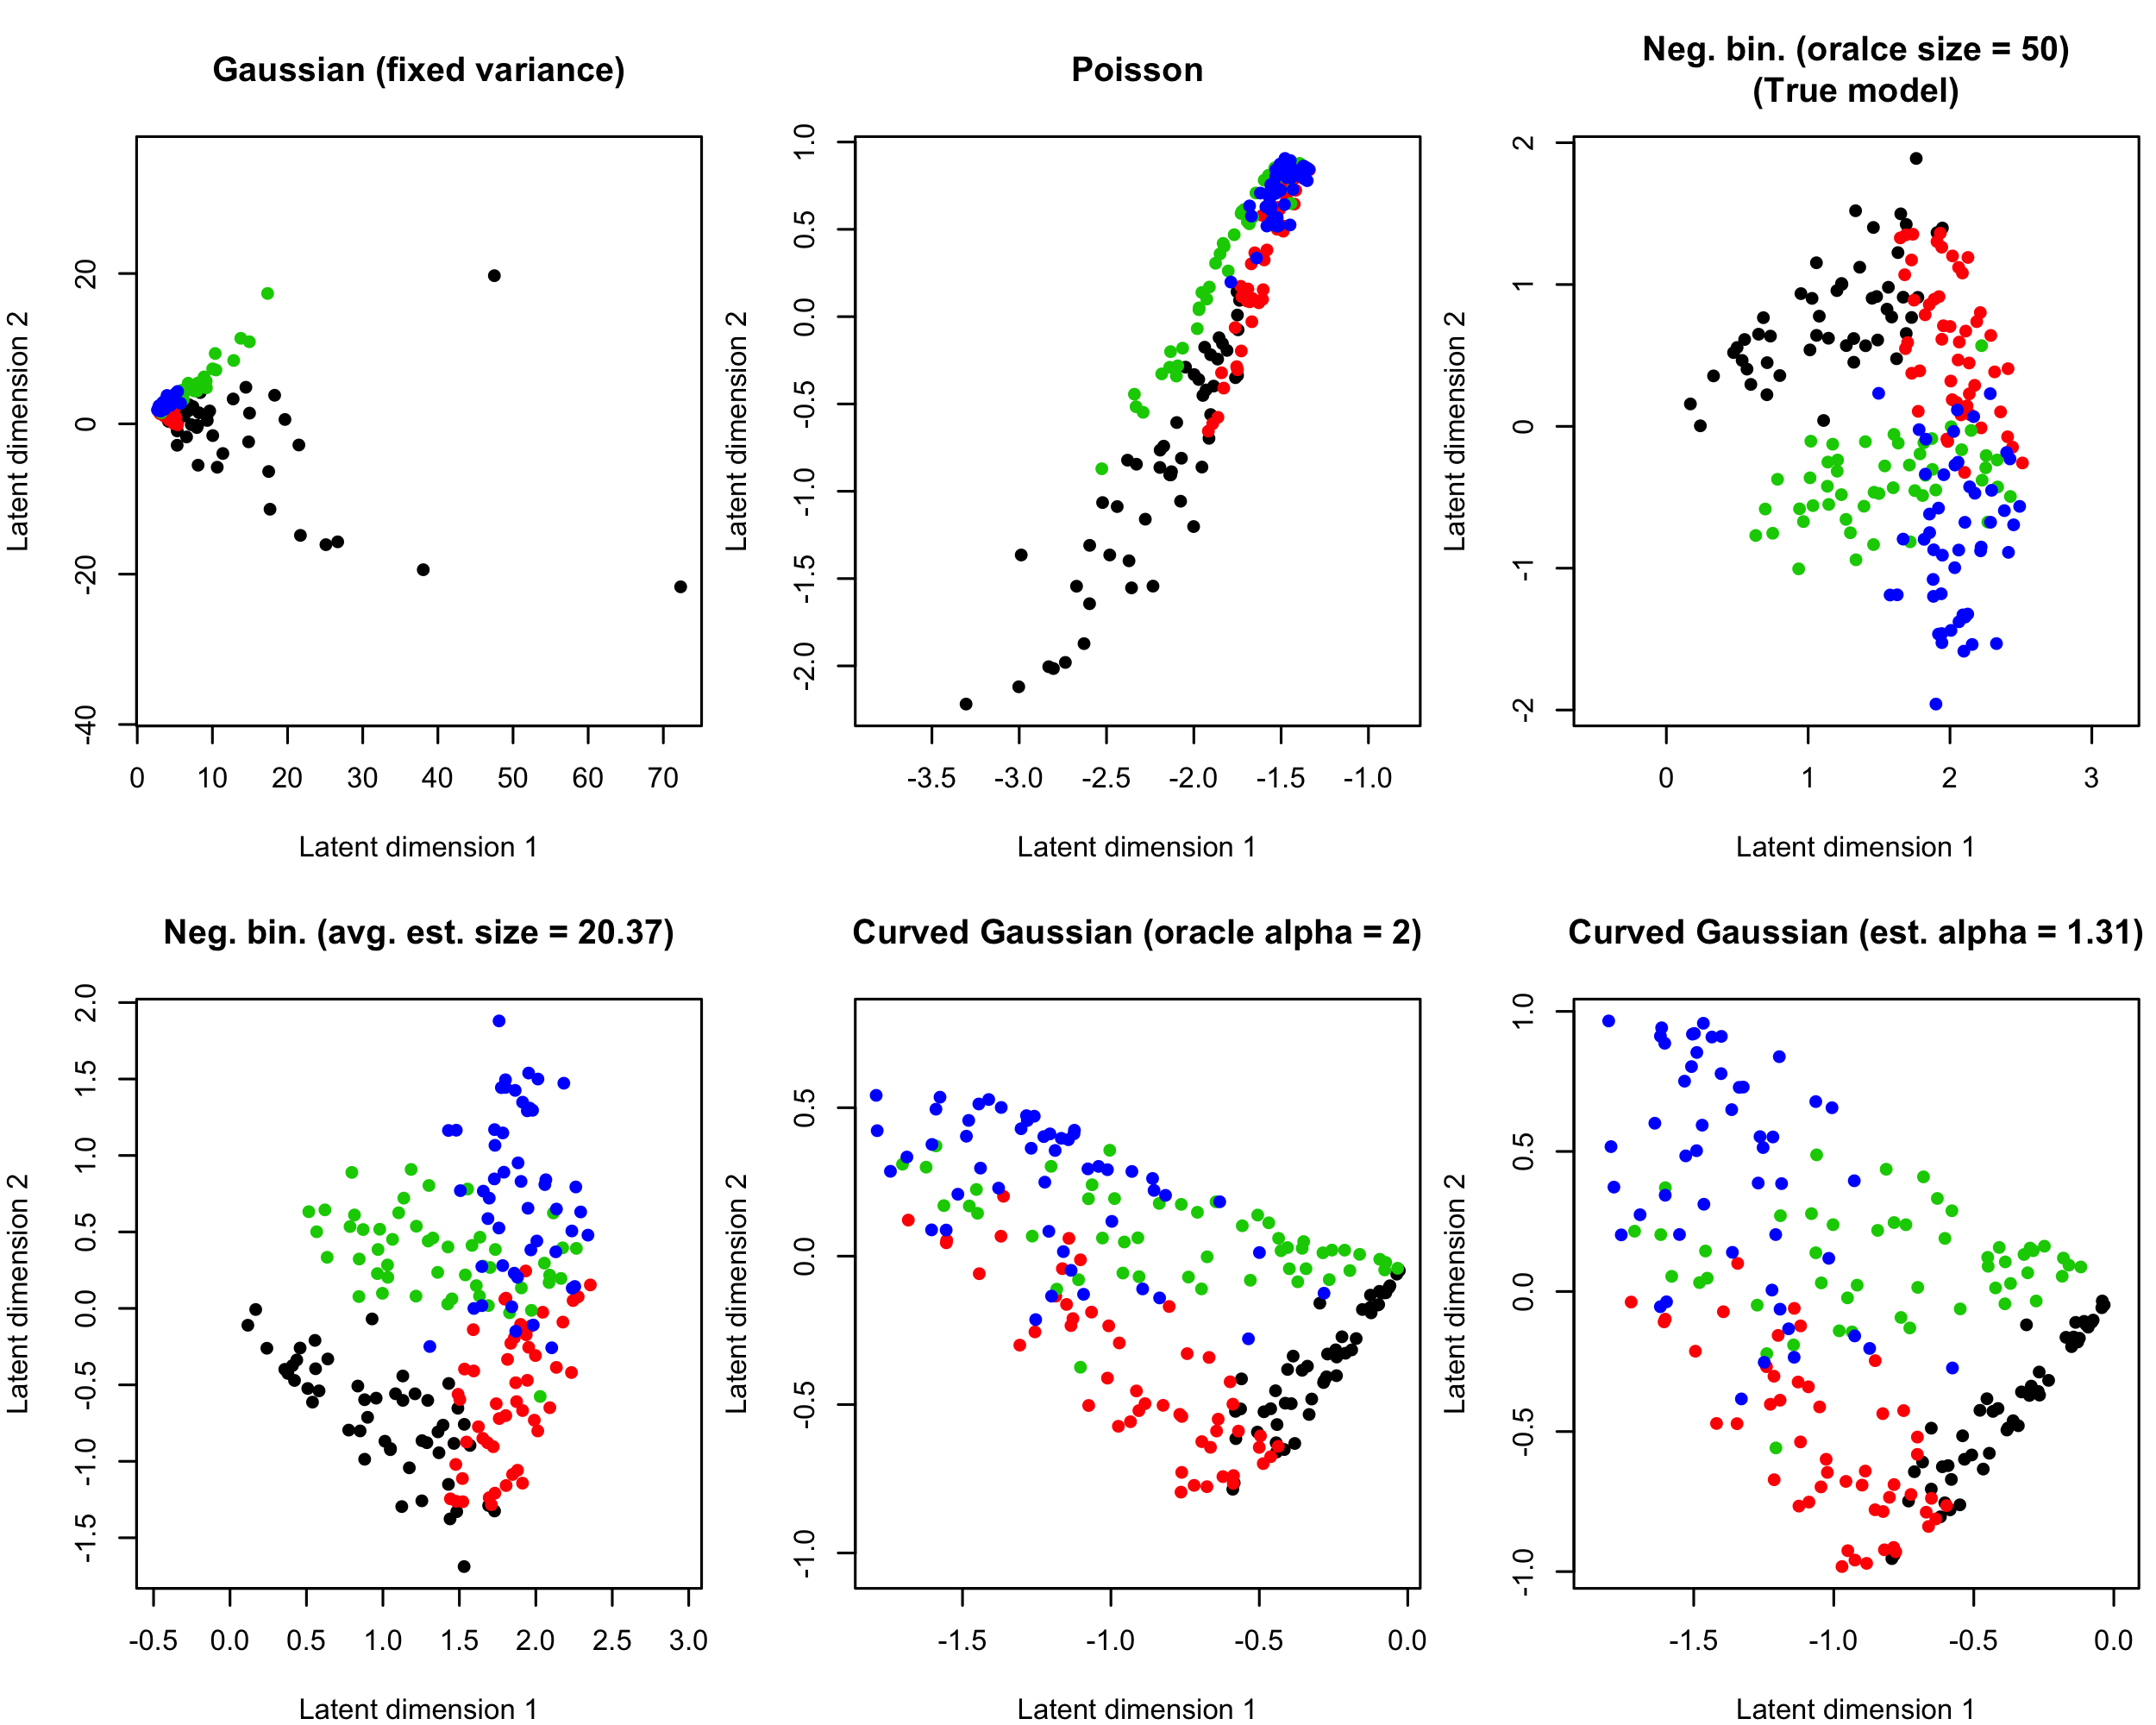 Gaussian (fixed variance)
20
0
-20
-40
0 10 20 30 40 50 60 70
Latent dimension 1
Latent dimension 2
Poisson
1.0
0.5
0.0
-0.5
-1.0
-1.5
-2.0
-3.5 -3.0 -2.5 -2.0 -1.5 -1.0
Latent dimension 1
Latent dimension 2
Neg. bin. (oralce size = 50)
(True model)
2
1
0
-1
-2
0 1 2 3
Latent dimension 1
Latent dimension 2
Neg. bin. (avg. est. size = 20.37)
2.0
1.5
1.0
0.5
0.0
-0.5
-1.0
-1.5
-0.5 0.0 0.5 1.0 1.5 2.0 2.5 3.0
Latent dimension 1
Latent dimension 2
Curved Gaussian (oracle alpha = 2)
0.5
0.0
-0.5
-1.0
-1.5 -1.0 -0.5 0.0
Latent dimension 1
Latent dimension 2
Curved Gaussian (est. alpha = 1.31)
1.0
0.5
0.0
-0.5
-1.0
-1.5 -1.0 -0.5 0.0
Latent dimension 1
Latent dimension 2